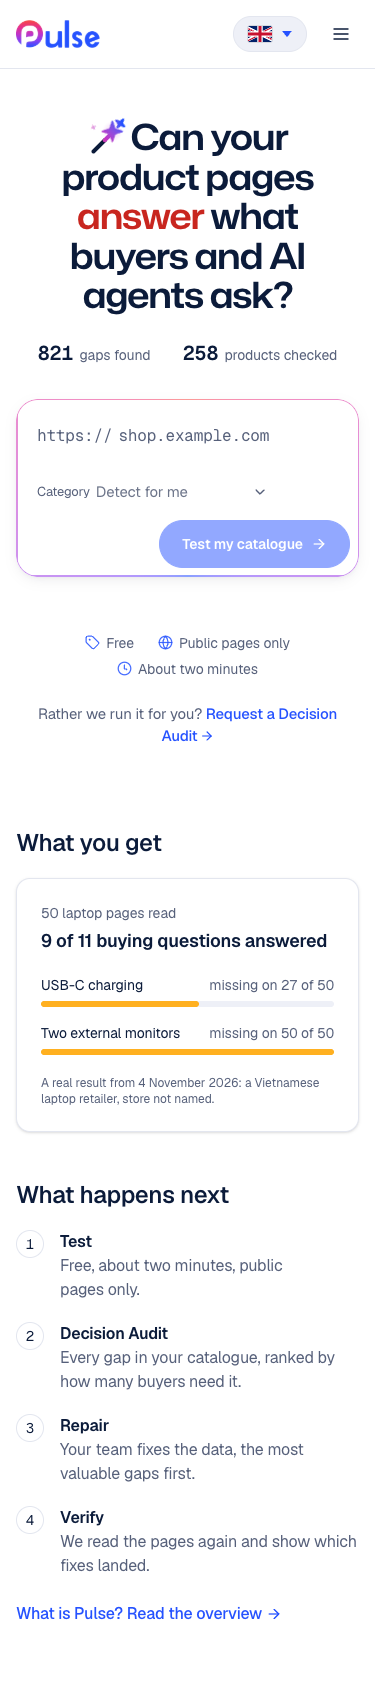 Pulse
Can your
product pages
answer what
buyers and AI
agents ask?
821 gaps found 258 products checked
https:// shop.example.com
Category Detect for me
Test my catalogue →
Free Public pages only
About two minutes
Rather we run it for you? Request a Decision
Audit →
What you get
50 laptop pages read
9 of 11 buying questions answered
USB-C charging missing on 27 of 50
Two external monitors missing on 50 of 50
A real result from 4 November 2026: a Vietnamese
laptop retailer, store not named.
What happens next
1 Test
Free, about two minutes, public
pages only.
2 Decision Audit
Every gap in your catalogue, ranked by
how many buyers need it.
3 Repair
Your team fixes the data, the most
valuable gaps first.
4 Verify
We read the pages again and show which
fixes landed.
What is Pulse? Read the overview →